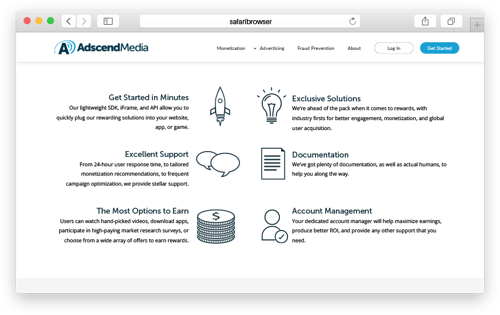 safaribrowser
AdscendMedia
Monetization
Advertising
Fraud Prevention
About
Log In
Get Started
Get Started in Minutes
Our lightweight SDK, iFrame, and API allow you to
quickly plug our rewarding solutions into your website,
app, or game.
Exclusive Solutions
We're ahead of the pack when it comes to rewards, with
industry firsts for better engagement, monetization, and global
user acquisition.
Excellent Support
From 24-hour user response time, to tailored
monetization recommendations, to frequent
campaign optimization, we provide stellar support.
Documentation
We've got plenty of documentation, as well as actual humans, to
help you along the way.
The Most Options to Earn
Users can watch hand-picked videos, download apps,
participate in high-paying market research surveys, or
choose from a wide array of offers to earn rewards.
Account Management
Your dedicated account manager will help maximize earnings,
produce better ROI, and provide any other support that you
need.